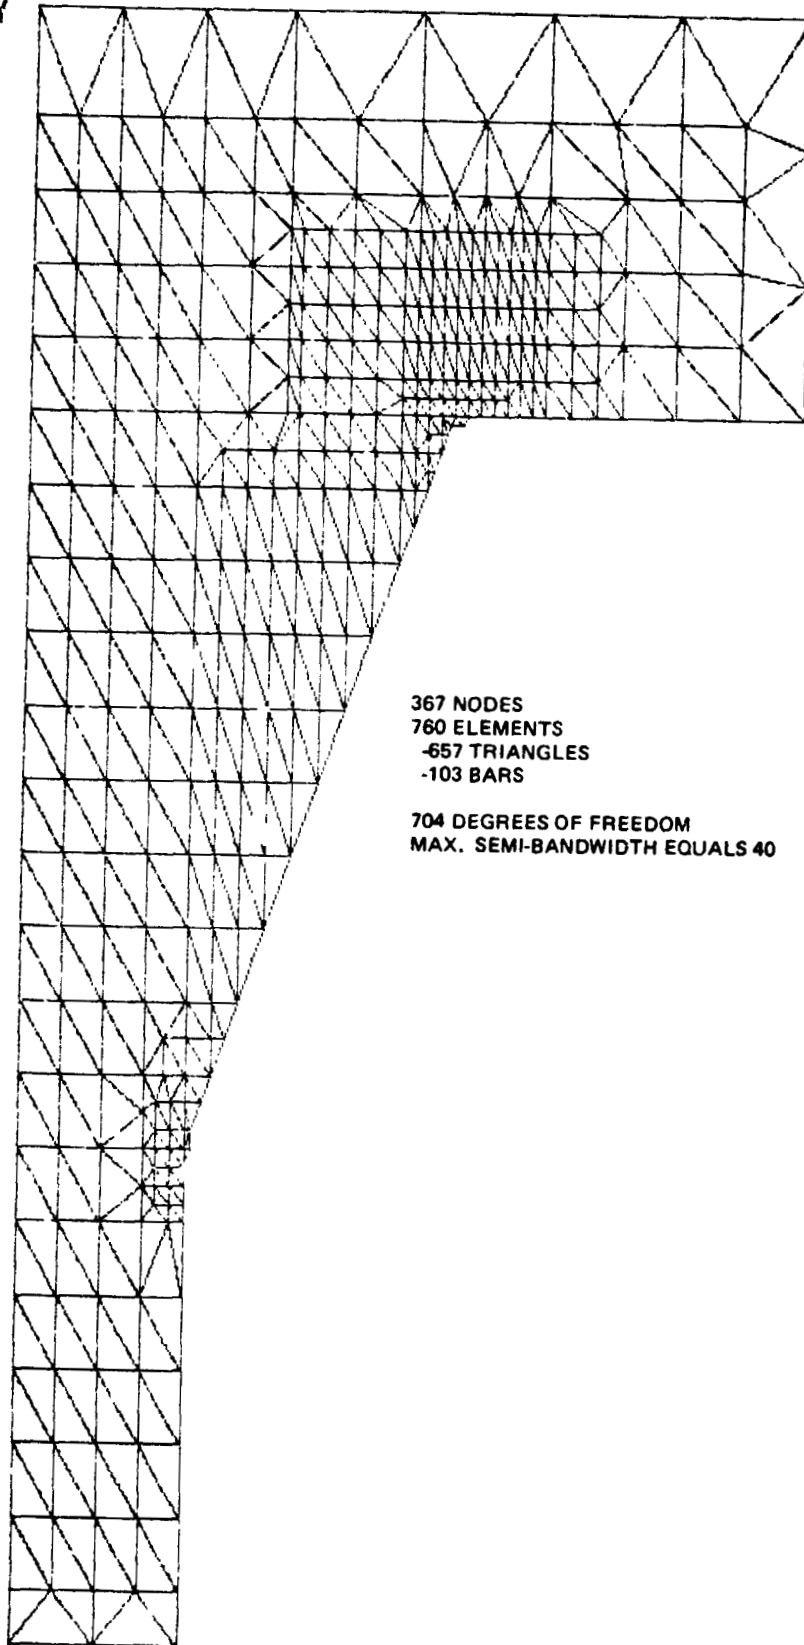 Y
367 NODES
760 ELEMENTS
-657 TRIANGLES
-103 BARS
704 DEGREES OF FREEDOM
MAX. SEMI-BANDWIDTH EQUALS 40